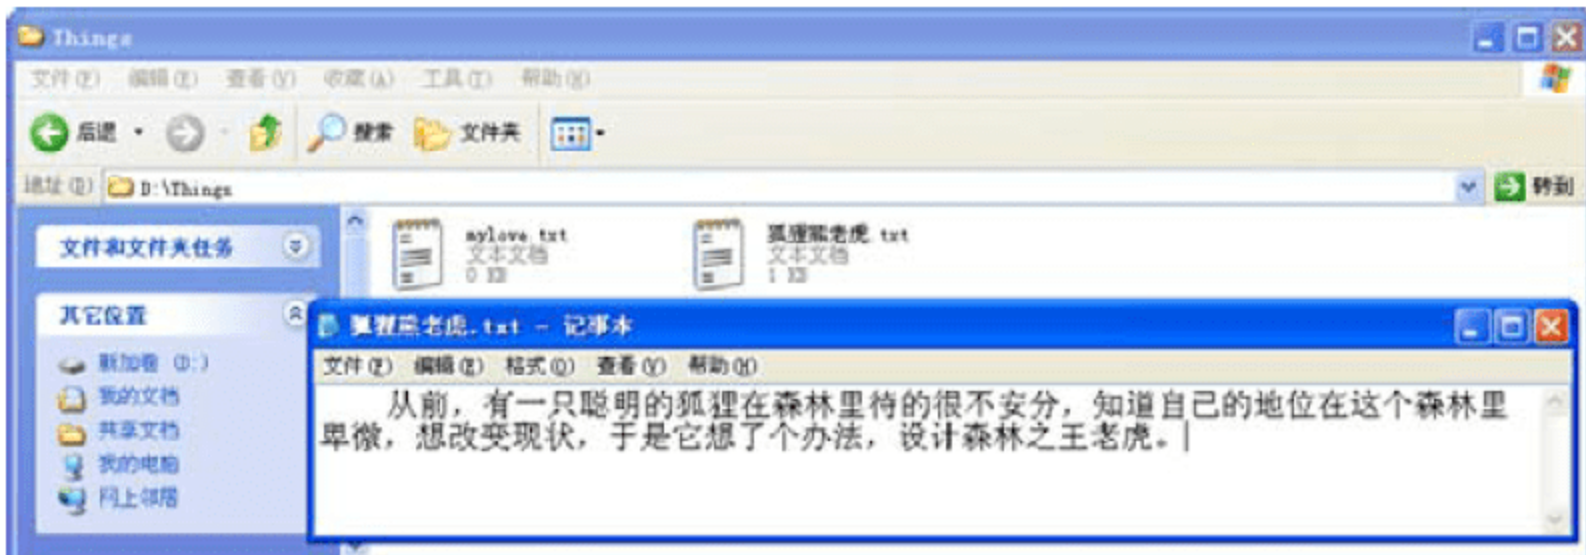 Things
文件(F) 编辑(E) 查看(V) 收藏(A) 工具(T) 帮助(H)
后退 搜索 文件夹
地址(D) D:\Things 转到
文件和文件夹任务
mylove.txt
文本文档
0 KB
狐狸熊老虎.txt
文本文档
1 KB
其它位置
新加卷 (D:)
我的文档
共享文档
我的电脑
网上邻居
狐狸熊老虎.txt - 记事本
文件(F) 编辑(E) 格式(O) 查看(V) 帮助(H)
从前，有一只聪明的狐狸在森林里待的很不安分，知道自己的地位在这个森林里
卑微，想改变现状，于是它想了个办法，设计森林之王老虎。